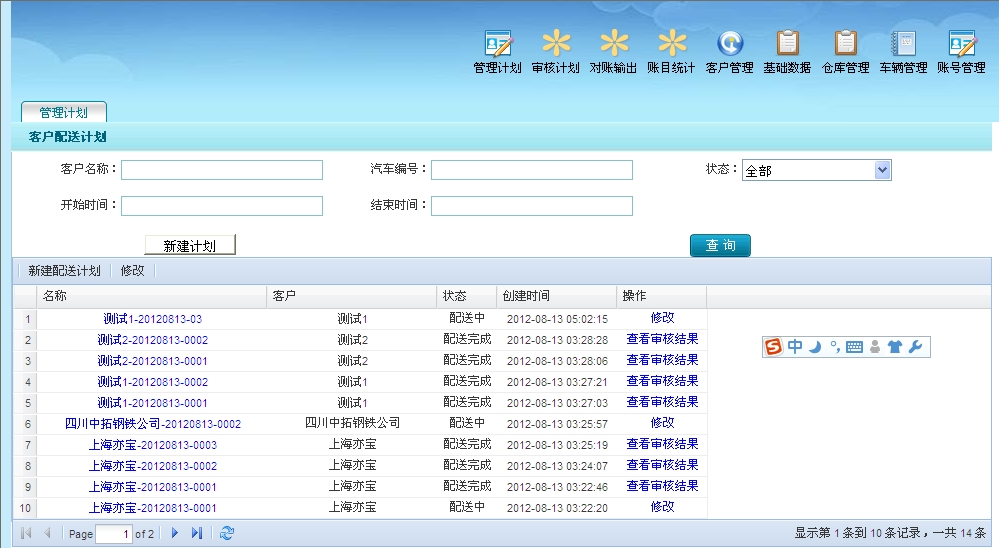 管理计划 审核计划 对账输出 账目统计 客户管理 基础数据 仓库管理 车辆管理 账号管理
管理计划
客户配送计划
客户名称： 汽车编号： 状态： 全部
开始时间： 结束时间：
新建计划 查 询
新建配送计划 修改
名称 客户 状态 创建时间 操作
1 测试1-20120813-03 测试1 配送中 2012-08-13 05:02:15 修改
2 测试2-20120813-0002 测试2 配送完成 2012-08-13 03:28:28 查看审核结果
3 测试2-20120813-0001 测试2 配送完成 2012-08-13 03:28:06 查看审核结果
4 测试1-20120813-0002 测试1 配送完成 2012-08-13 03:27:21 查看审核结果
5 测试1-20120813-0001 测试1 配送完成 2012-08-13 03:27:03 查看审核结果
6 四川中拓钢铁公司-20120813-0002 四川中拓钢铁公司 配送中 2012-08-13 03:25:57 修改
7 上海亦宝-20120813-0003 上海亦宝 配送完成 2012-08-13 03:25:19 查看审核结果
8 上海亦宝-20120813-0002 上海亦宝 配送完成 2012-08-13 03:24:07 查看审核结果
9 上海亦宝-20120813-0001 上海亦宝 配送完成 2012-08-13 03:22:46 查看审核结果
10 上海亦宝-20120813-0001 上海亦宝 配送中 2012-08-13 03:22:20 修改
S 中
Page 1 of 2 显示第 1 条到 10 条记录，一共 14 条